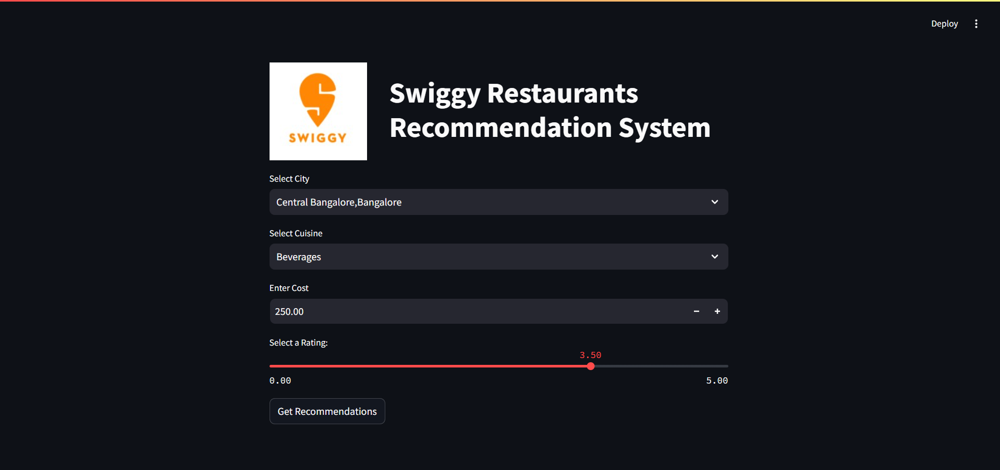 Deploy
SWIGGY
Swiggy Restaurants
Recommendation System
Select City
Central Bangalore,Bangalore
Select Cuisine
Beverages
Enter Cost
250.00
Select a Rating:
3.50
0.00 5.00
Get Recommendations